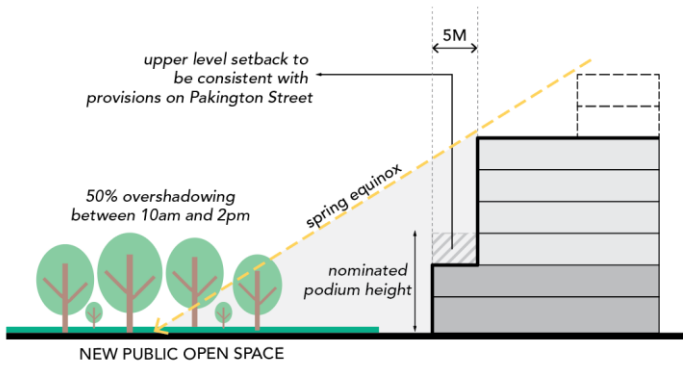 5M
upper level setback to
be consistent with
provisions on Pakington Street
spring equinox
50% overshadowing
between 10am and 2pm
nominated
podium height
NEW PUBLIC OPEN SPACE